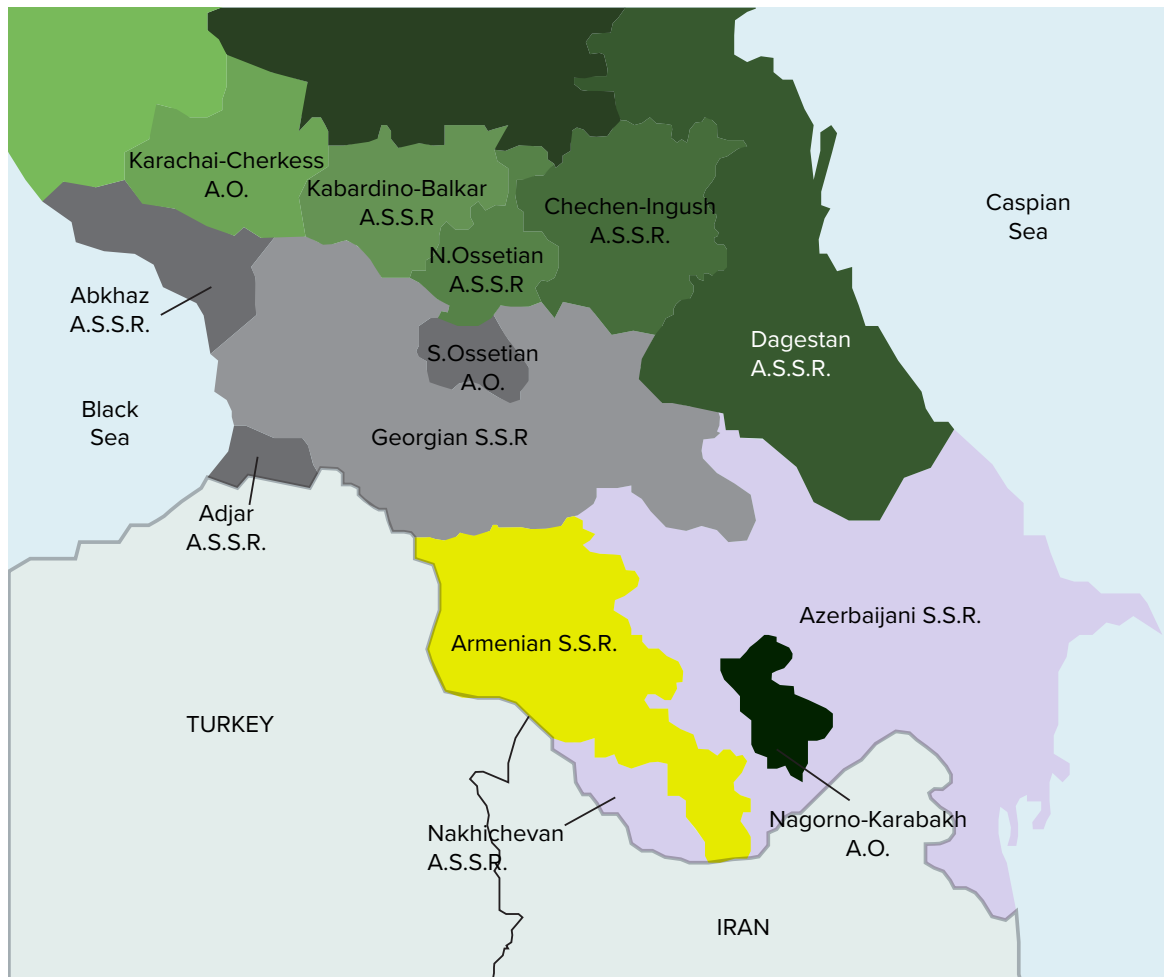 Karachai-Cherkess
A.O.
Kabardino-Balkar
A.S.S.R
Chechen-Ingush
A.S.S.R.
Caspian
Sea
N.Ossetian
A.S.S.R
Abkhaz
A.S.S.R.
Dagestan
A.S.S.R.
S.Ossetian
A.O.
Black
Sea
Georgian S.S.R
Adjar
A.S.S.R.
Azerbaijani S.S.R.
Armenian S.S.R.
TURKEY
Nakhichevan
A.S.S.R.
Nagorno-Karabakh
A.O.
IRAN